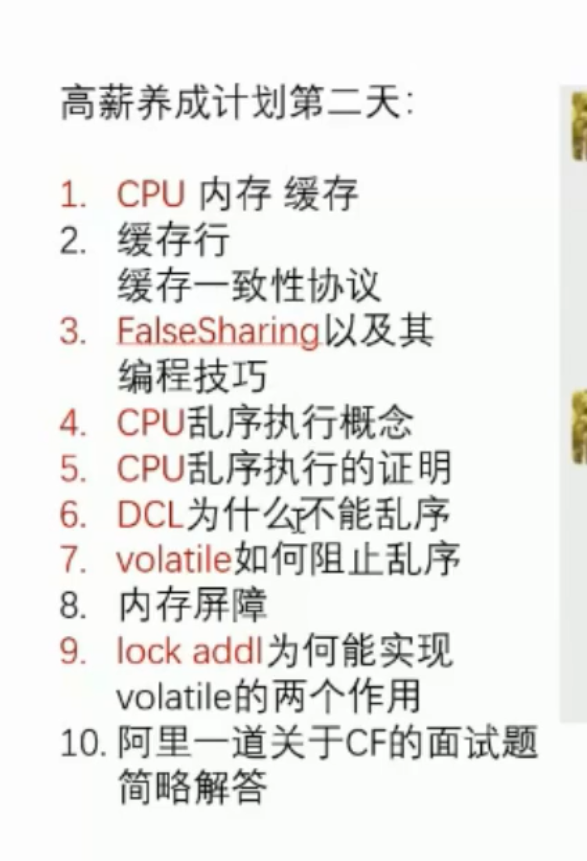 高薪养成计划第二天：
1. CPU 内存 缓存
2. 缓存行
缓存一致性协议
3. FalseSharing以及其
编程技巧
4. CPU乱序执行概念
5. CPU乱序执行的证明
6. DCL为什么不能乱序
7. volatile如何阻止乱序
8. 内存屏障
9. lock addl为何能实现
volatile的两个作用
10. 阿里一道关于CF的面试题
简略解答